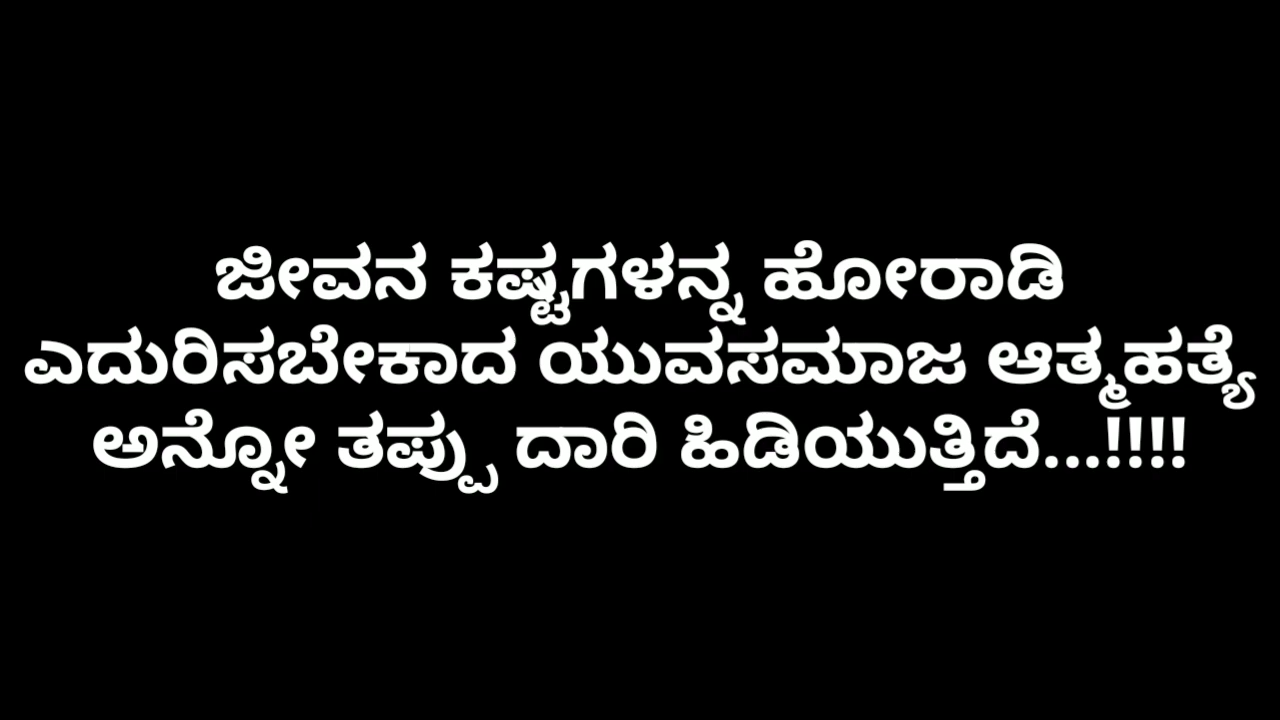 ಜೀವನ ಕಷ್ಟಗಳನ್ನ ಹೋರಾಡಿ
ಎದುರಿಸಬೇಕಾದ ಯುವಸಮಾಜ ಆತ್ಮಹತ್ಯೆ
ಅನ್ನೋ ತಪ್ಪು ದಾರಿ ಹಿಡಿಯುತ್ತಿದೆ...!!!!